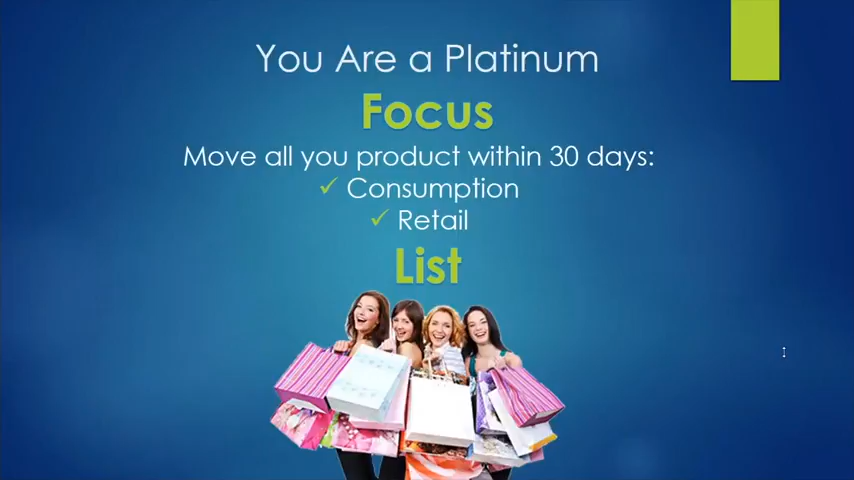 You Are a Platinum
Focus
Move all you product within 30 days:
✓ Consumption
✓ Retail
List